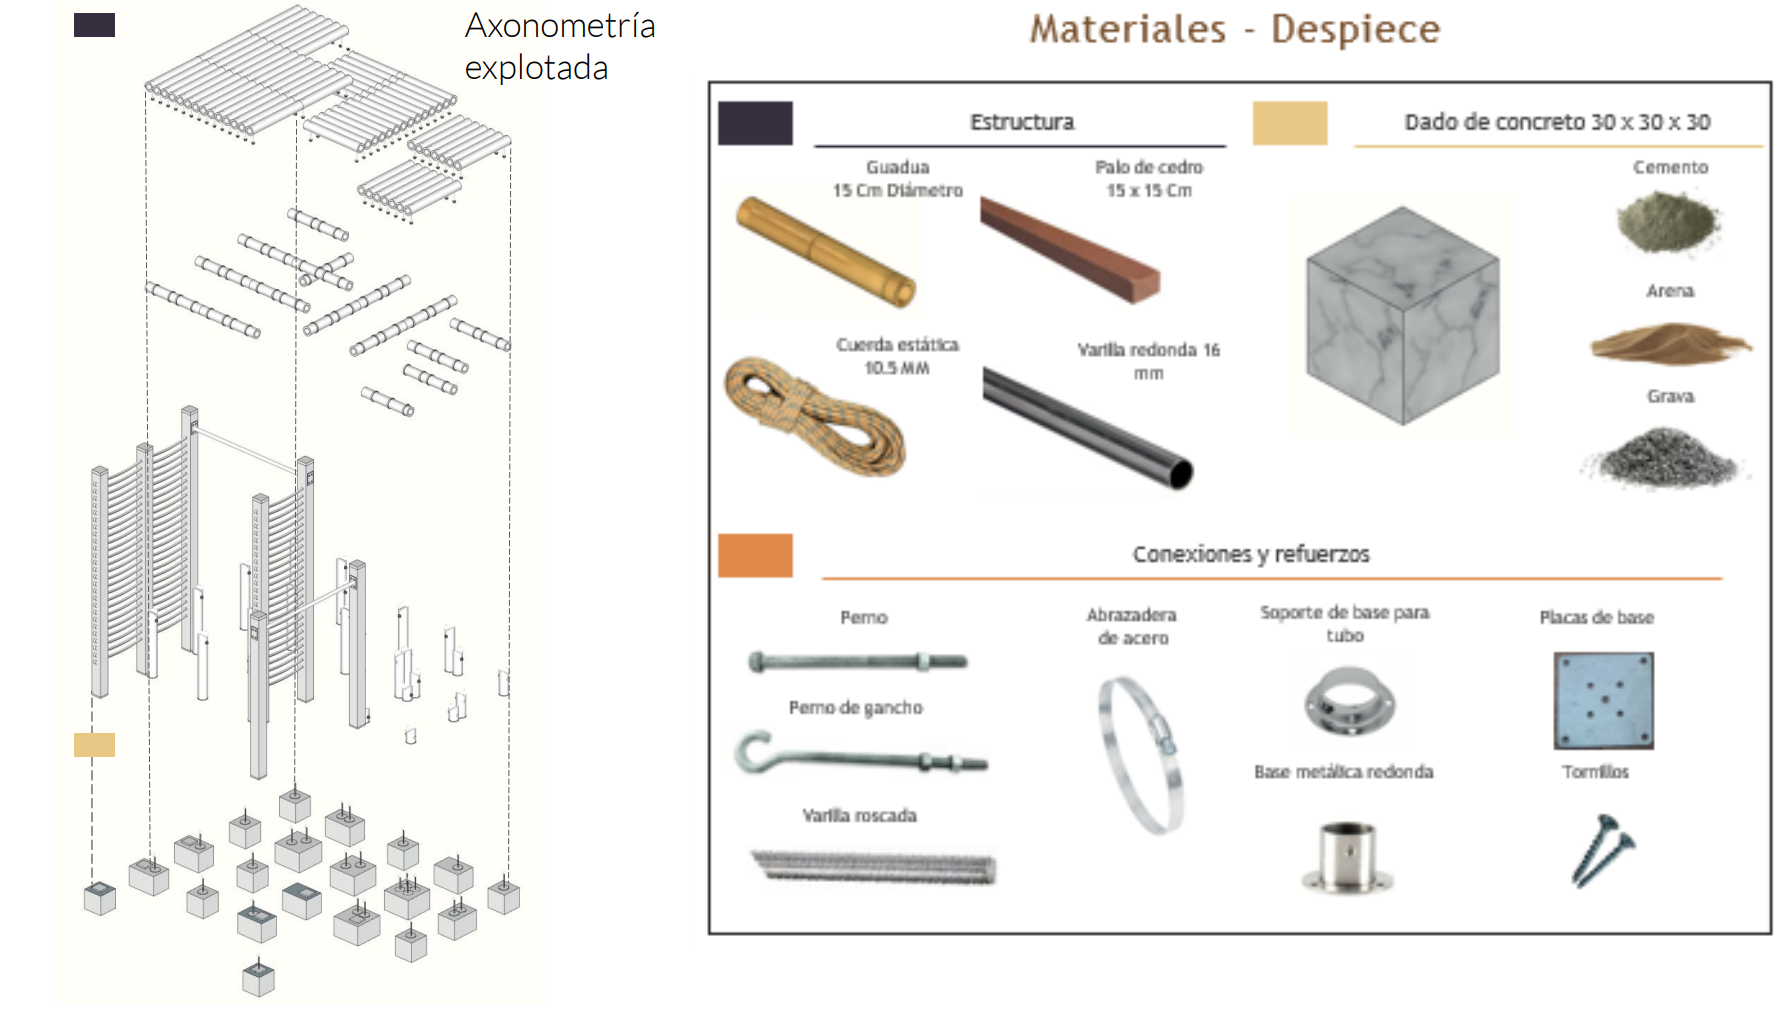 Axonometría
explotada
Materiales - Despiece
Estructura
Guadua
15 Cm Diámetro
Palo de cedro
15 x 15 Cm
Cuerda estática
10.5 MM
Varilla redonda 16
mm
Dado de concreto 30 x 30 x 30
Cemento
Arena
Grava
Conexiones y refuerzos
Perno
Perno de gancho
Varilla roscada
Abrazadera
de acero
Soporte de base para
tubo
Base metálica redonda
Placas de base
Tornillos